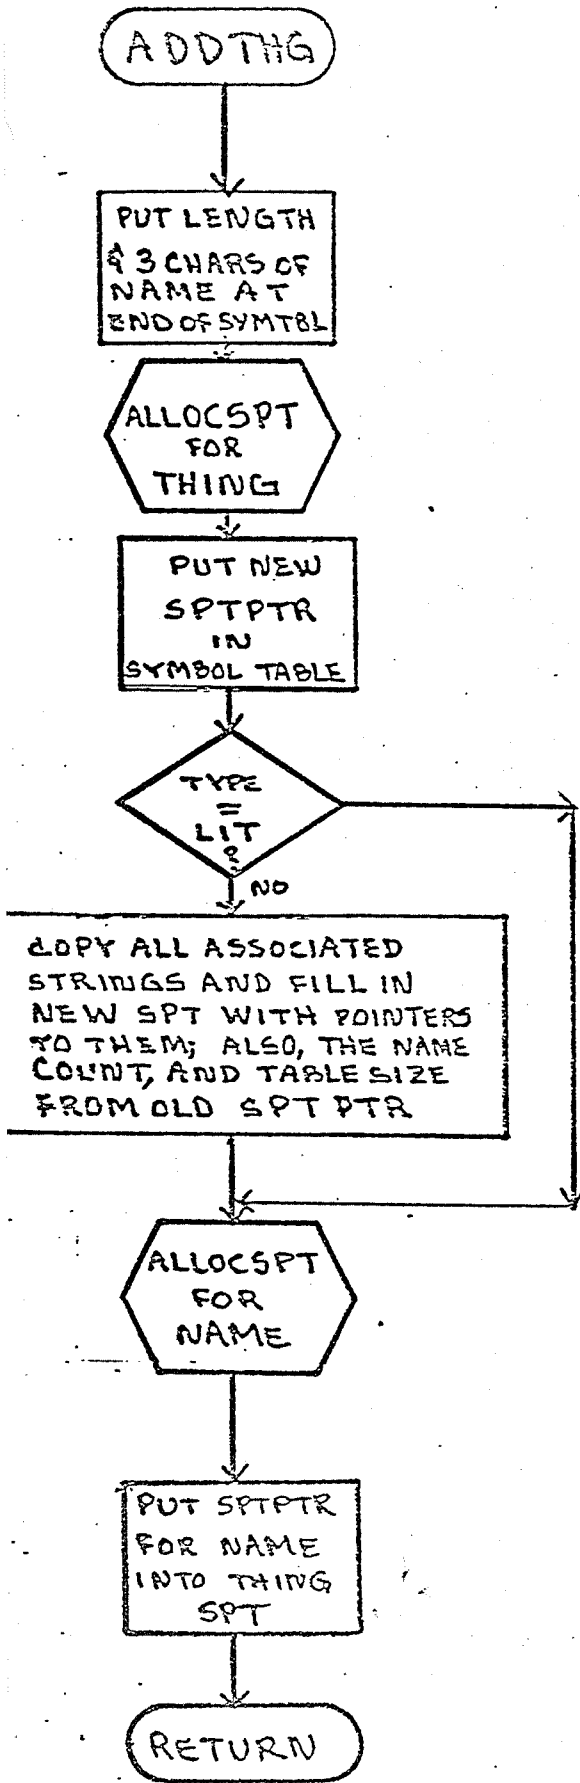 ADDTHG
PUT LENGTH
& 3 CHARS OF
NAME AT
END OF SYMTBL
ALLOCSPT
FOR
THING
PUT NEW
SPTPTR
IN
SYMBOL TABLE
TYPE
=
LIT
?
NO
COPY ALL ASSOCIATED
STRINGS AND FILL IN
NEW SPT WITH POINTERS
TO THEM; ALSO, THE NAME
COUNT, AND TABLE SIZE
FROM OLD SPT PTR
ALLOCSPT
FOR
NAME
PUT SPTPTR
FOR NAME
INTO THING
SPT
RETURN